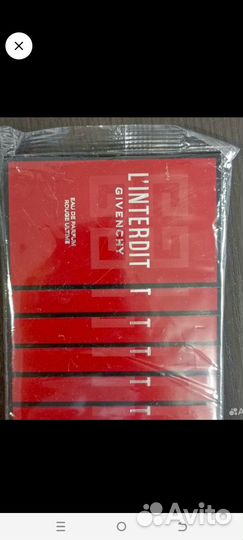 L'INTERDIT
GIVENCHY
EAU DE PARFUM
ROUGE ULTIME
T
T
T
T
Avito